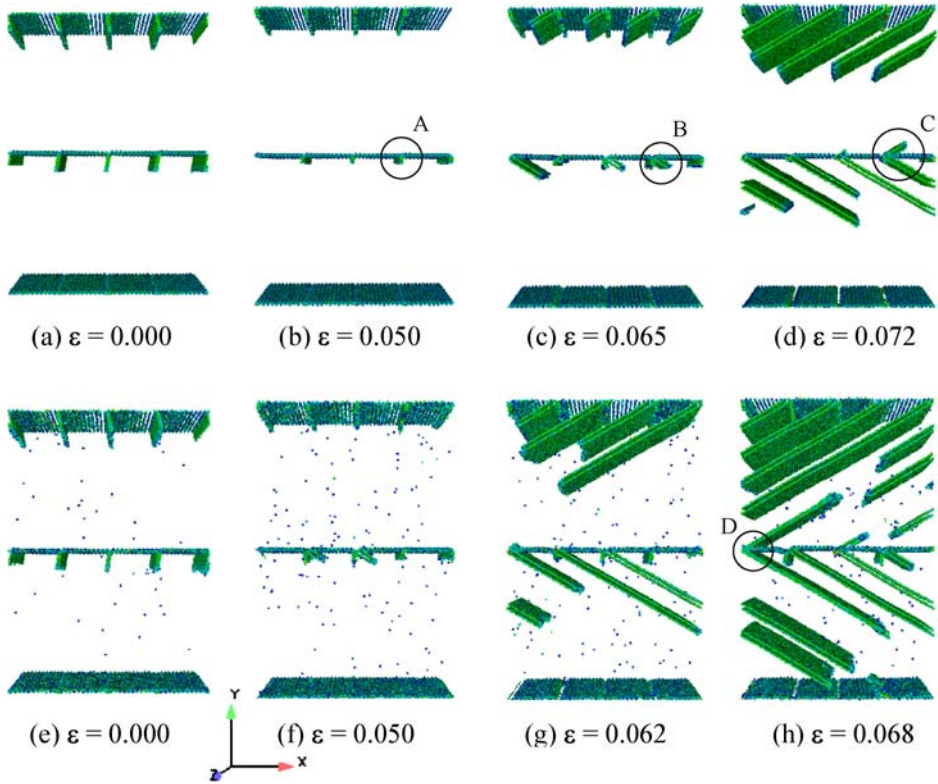 A
B
C
(a) ε = 0.000
(b) ε = 0.050
(c) ε = 0.065
(d) ε = 0.072
D
(e) ε = 0.000
(f) ε = 0.050
(g) ε = 0.062
(h) ε = 0.068
Y
Z
X